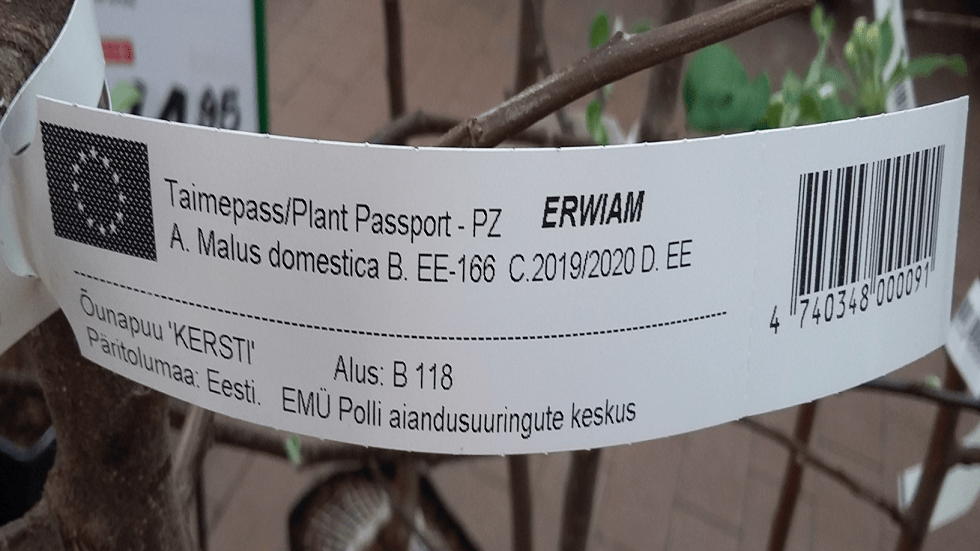 Taimepass/Plant Passport - PZ ERWIAM
A. Malus domestica B. EE-166 C.2019/2020 D. EE
Õunapuu 'KERSTI' Alus: B 118
Päritolumaa: Eesti. EMÜ Polli aiandusuuringute keskus
4 740348 000091